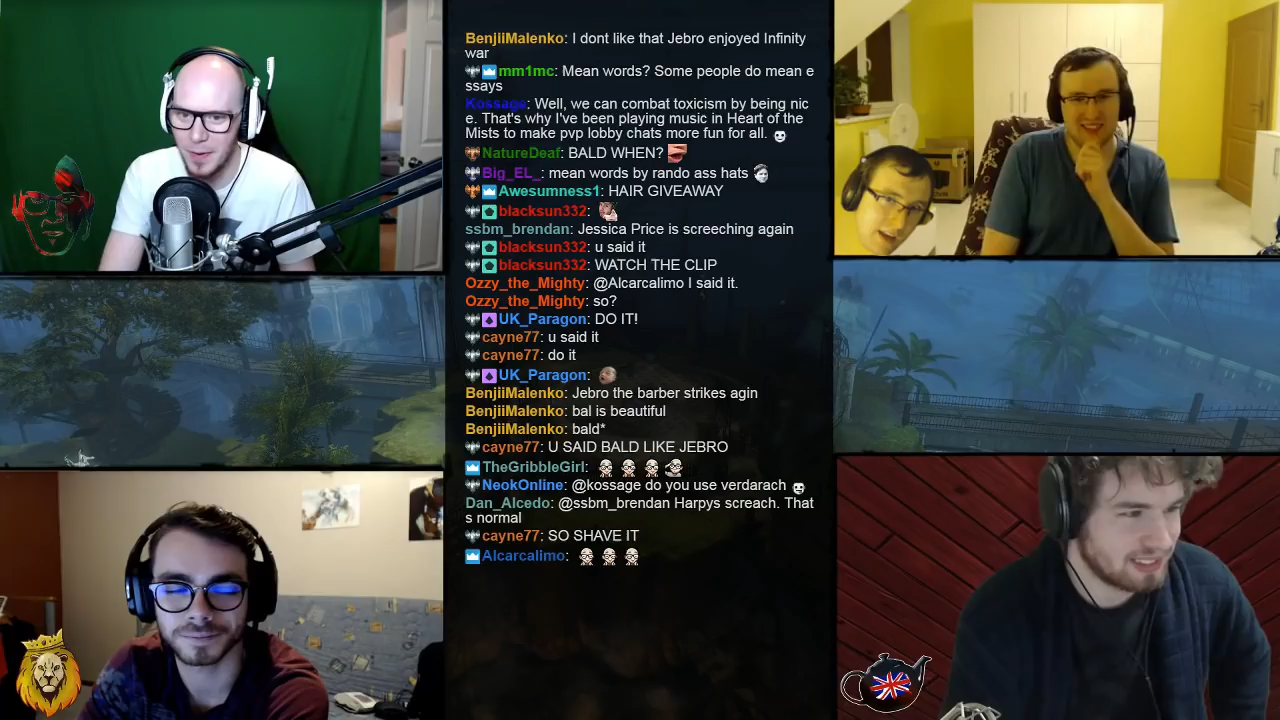 BenjiiMalenko: I dont like that Jebro enjoyed Infinity
war
mm1mc: Mean words? Some people do mean e
ssays
Kossage: Well, we can combat toxicism by being nic
e. That's why I've been playing music in Heart of the
Mists to make pvp lobby chats more fun for all.
NatureDeaf: BALD WHEN?
Big_EL_: mean words by rando ass hats
Awesumness1: HAIR GIVEAWAY
blacksun332:
ssbm_brendan: Jessica Price is screeching again
blacksun332: u said it
blacksun332: WATCH THE CLIP
Ozzy_the_Mighty: @Alcarcalimo I said it.
Ozzy_the_Mighty: so?
UK_Paragon: DO IT!
cayne77: u said it
cayne77: do it
UK_Paragon:
BenjiiMalenko: Jebro the barber strikes agin
BenjiiMalenko: bal is beautiful
BenjiiMalenko: bald*
cayne77: U SAID BALD LIKE JEBRO
TheGribbleGirl:
NeokOnline: @kossage do you use verdarach
Dan_Alcedo: @ssbm_brendan Harpys screach. That
s normal
cayne77: SO SHAVE IT
Alcarcalimo: